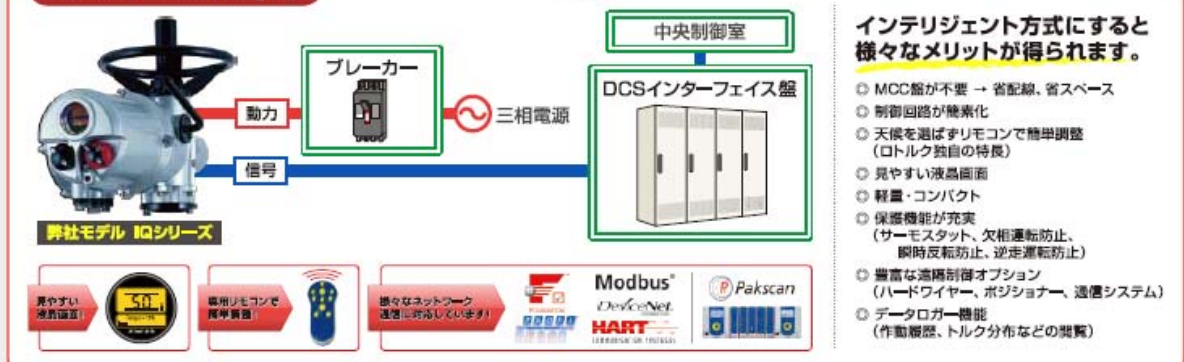 中央制御室
ブレーカー
DCSインターフェイス盤
動力
三相電源
信号
弊社モデル IQシリーズ
見やすい
液晶画面!
専用リモコンで
簡単調整!
様々なネットワーク
通信に対応しています!
Modbus
DeviceNet
HART
COMMUNICATION PROTOCOL
Pakscan
インテリジェント方式にすると
様々なメリットが得られます。
◎ MCC盤が不要 → 省配線、省スペース
◎ 制御回路が簡素化
◎ 天候を選ばずリモコンで簡単調整
(ロトルク独自の特長)
◎ 見やすい液晶画面
◎ 軽量・コンパクト
◎ 保護機能が充実
(サーモスタット、欠相運転防止、
瞬時反転防止、逆走運転防止)
◎ 豊富な遠隔制御オプション
(ハードワイヤー、ポジショナー、通信システム)
◎ データロガー機能
(作動履歴、トルク分布などの閲覧)